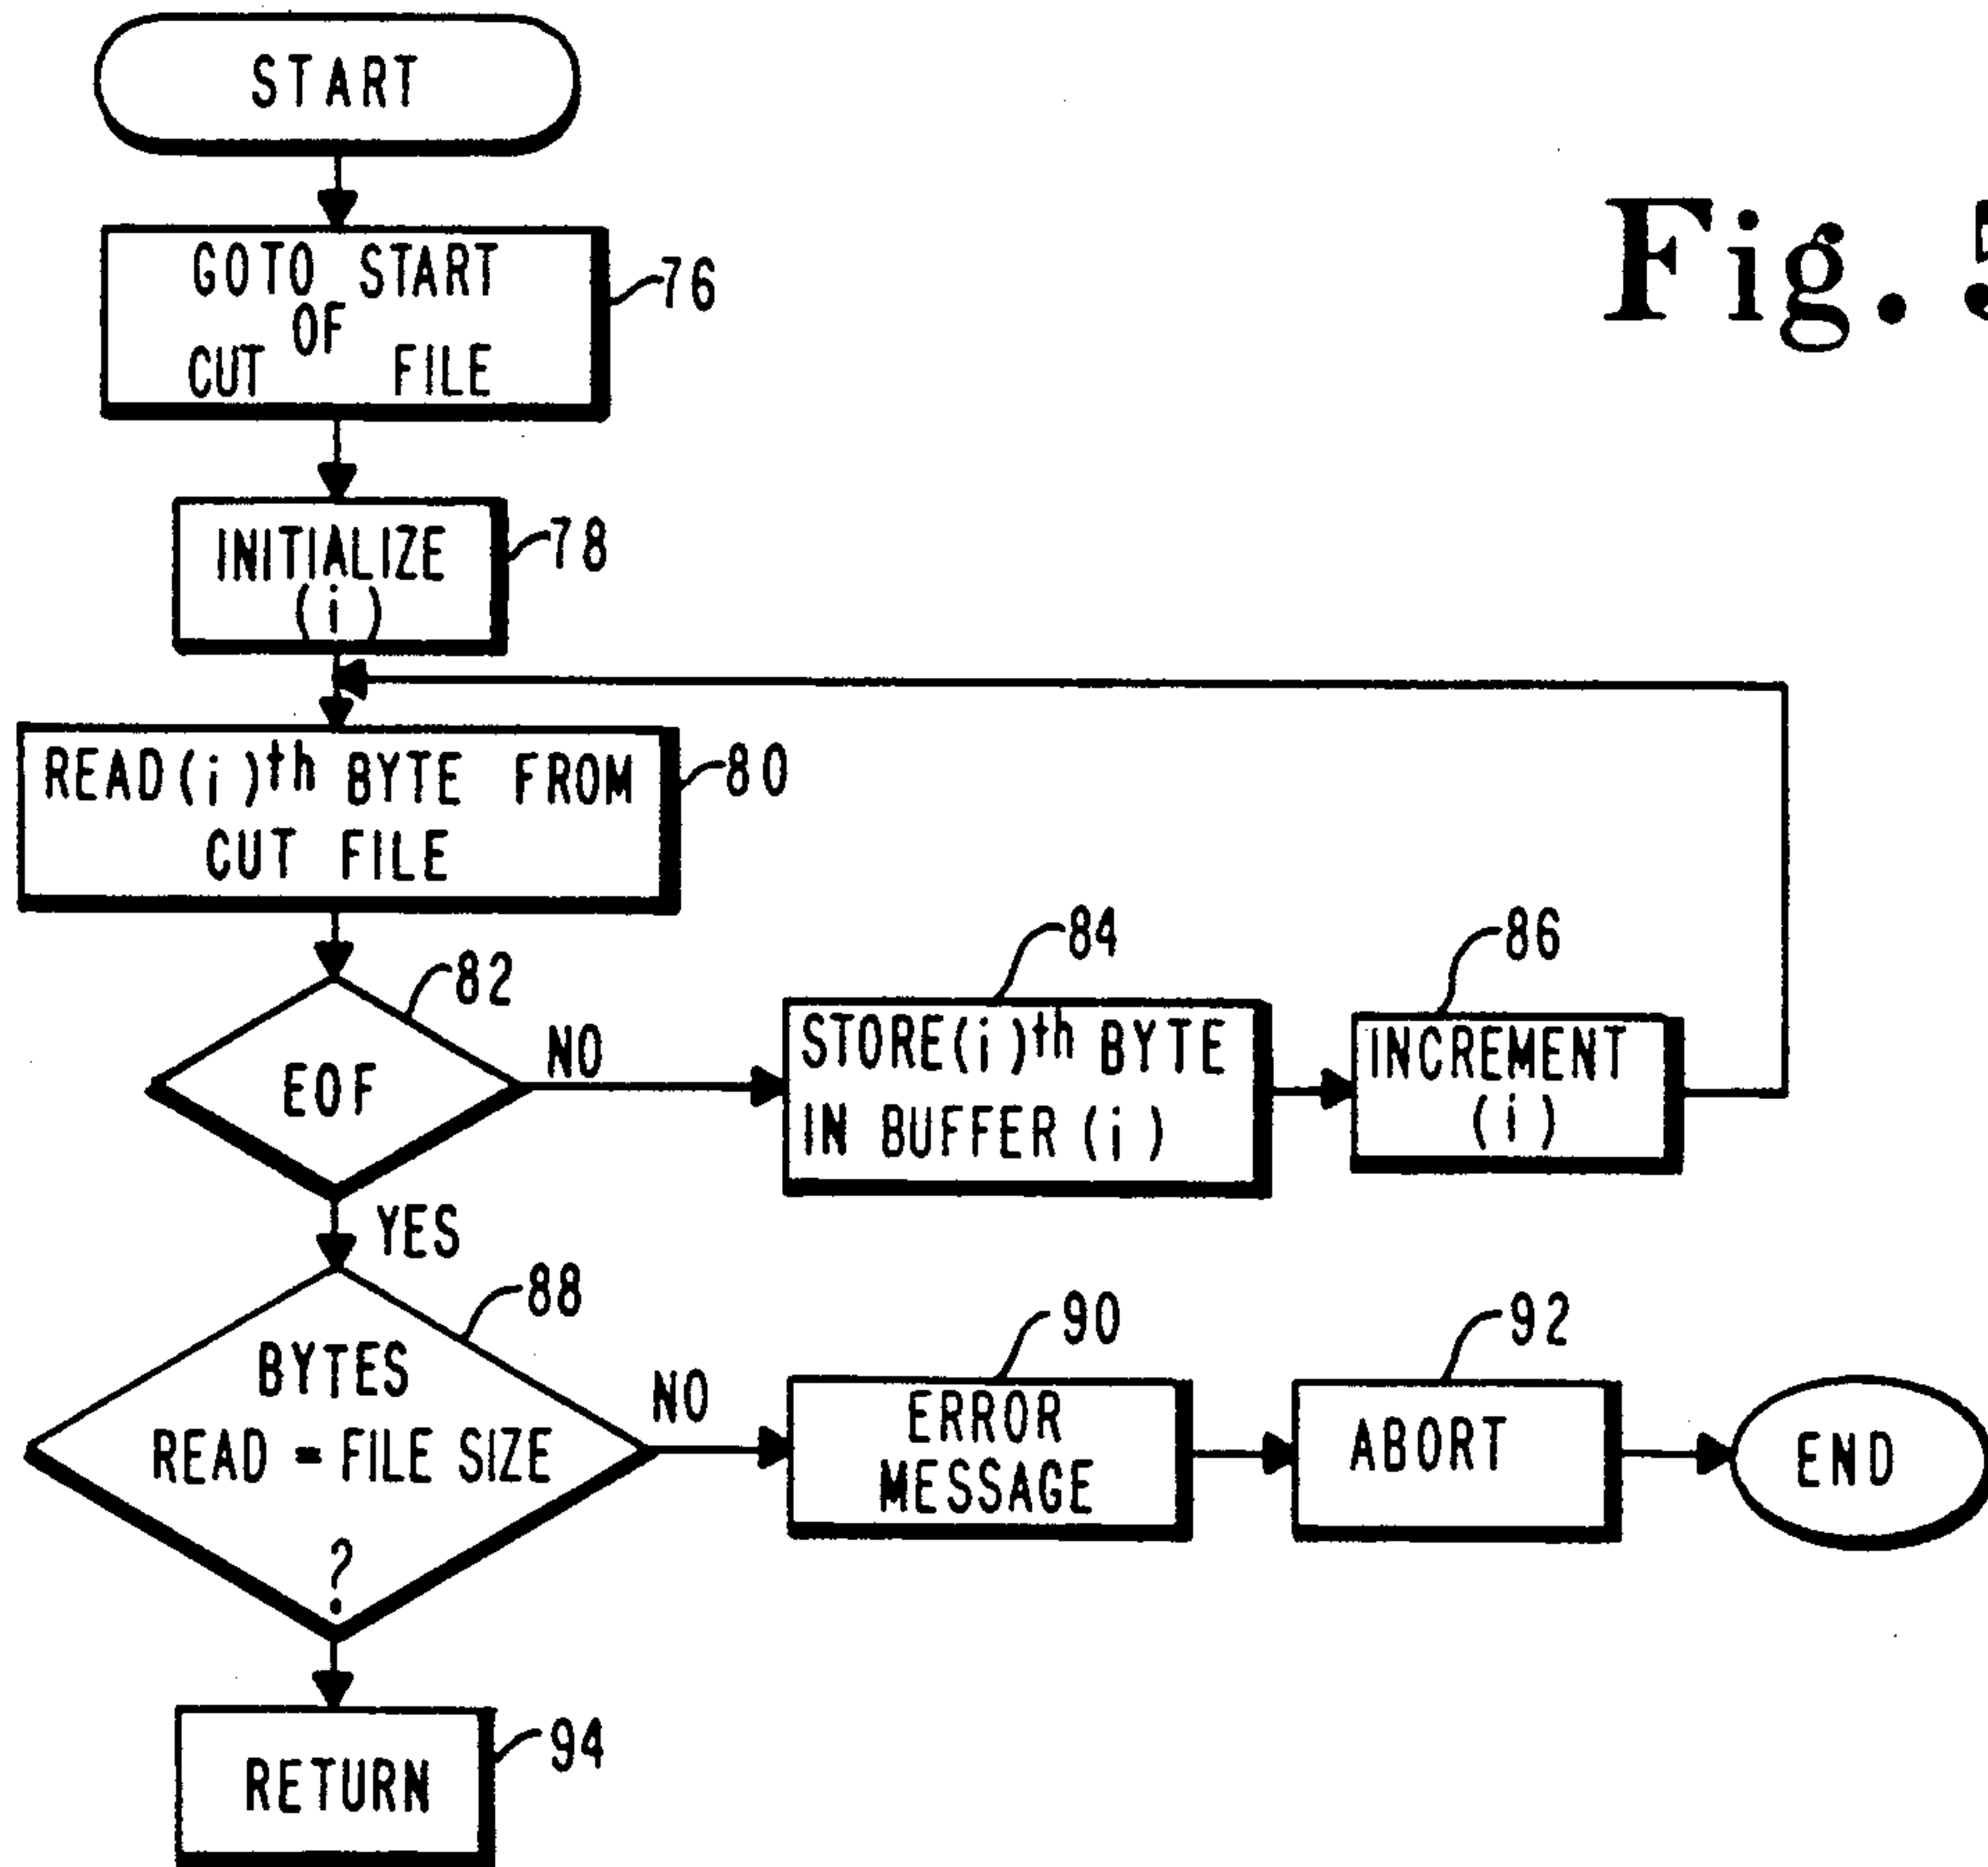 START
Fig. 5
GOTO START
OF
CUT FILE
76
INITIALIZE
(i)
78
READ(i)th BYTE FROM
CUT FILE
80
EOF
82
NO
STORE(i)th BYTE
IN BUFFER(i)
84
INCREMENT
(i)
86
YES
BYTES
READ = FILE SIZE
?
88
NO
ERROR
MESSAGE
90
ABORT
92
END
RETURN
94